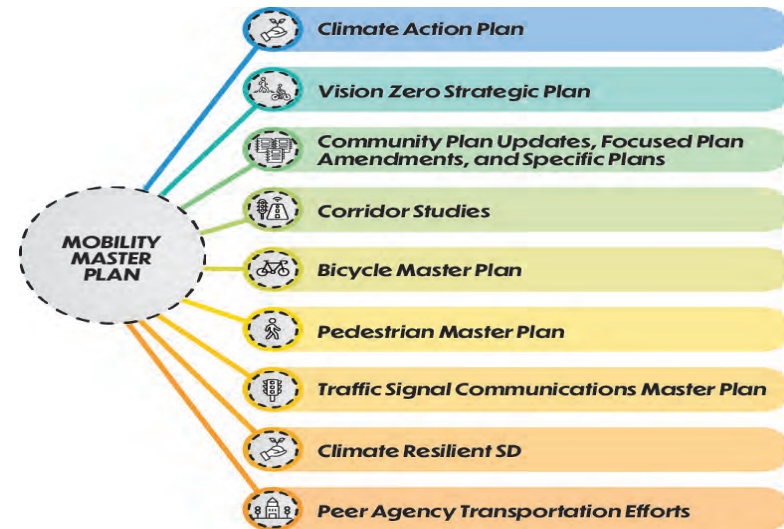 MOBILITY
MASTER
PLAN
Climate Action Plan
Vision Zero Strategic Plan
Community Plan Updates, Focused Plan
Amendments, and Specific Plans
Corridor Studies
Bicycle Master Plan
Pedestrian Master Plan
Traffic Signal Communications Master Plan
Climate Resilient SD
Peer Agency Transportation Efforts